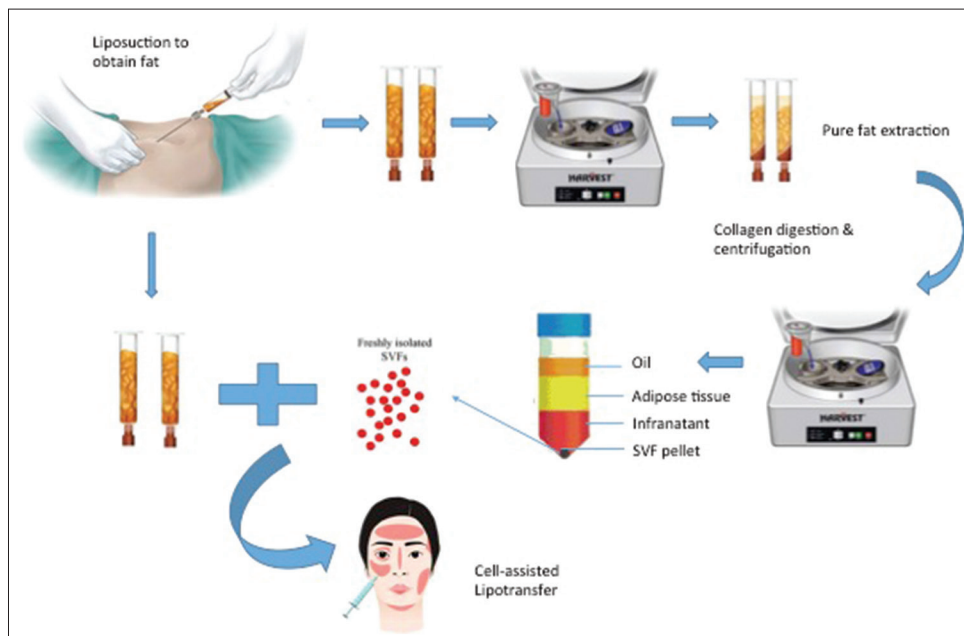 Liposuction to
obtain fat
HARVEST
Pure fat extraction
Collagen digestion &
centrifugation
HARVEST
Freshly isolated
SVFs
Oil
Adipose tissue
Infranatant
SVF pellet
Cell-assisted
Lipotransfer